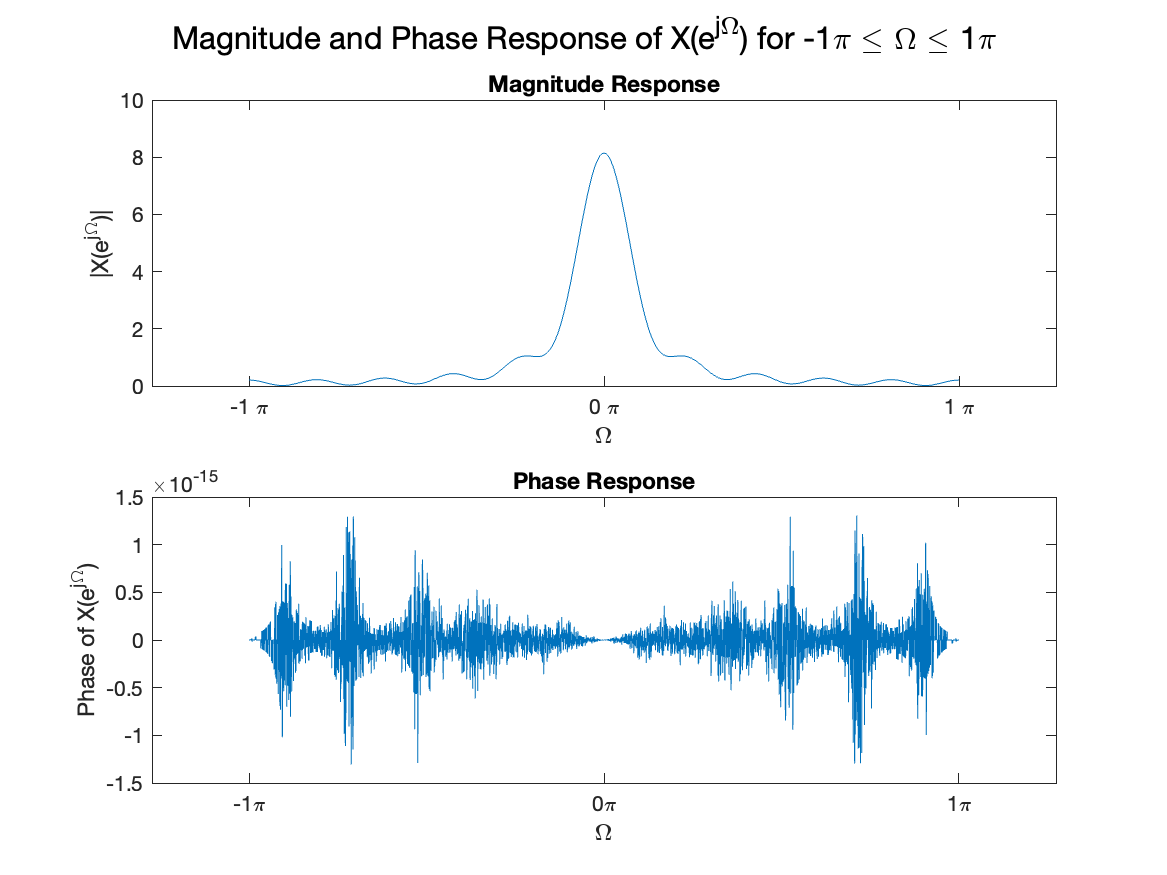 Magnitude and Phase Response of X(e^jΩ) for -1π ≤ Ω ≤ 1π
Magnitude Response
10
8
6
4
2
0
|X(e^jΩ)|
-1 π
0 π
1 π
Ω
Phase Response
×10^-15
1.5
1
0.5
0
-0.5
-1
-1.5
Phase of X(e^jΩ)
-1π
0π
1π
Ω